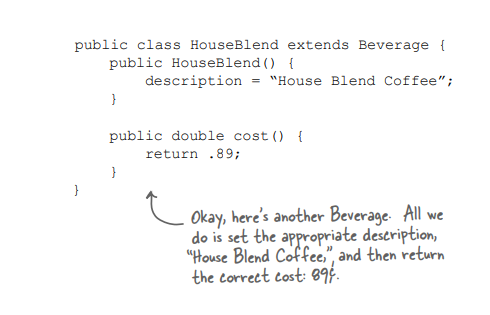 public class HouseBlend extends Beverage {
public HouseBlend() {
description = “House Blend Coffee”;
}
public double cost() {
return .89;
}
}
Okay, here's another Beverage. All we
do is set the appropriate description,
“House Blend Coffee,” and then return
the correct cost: 89¢.